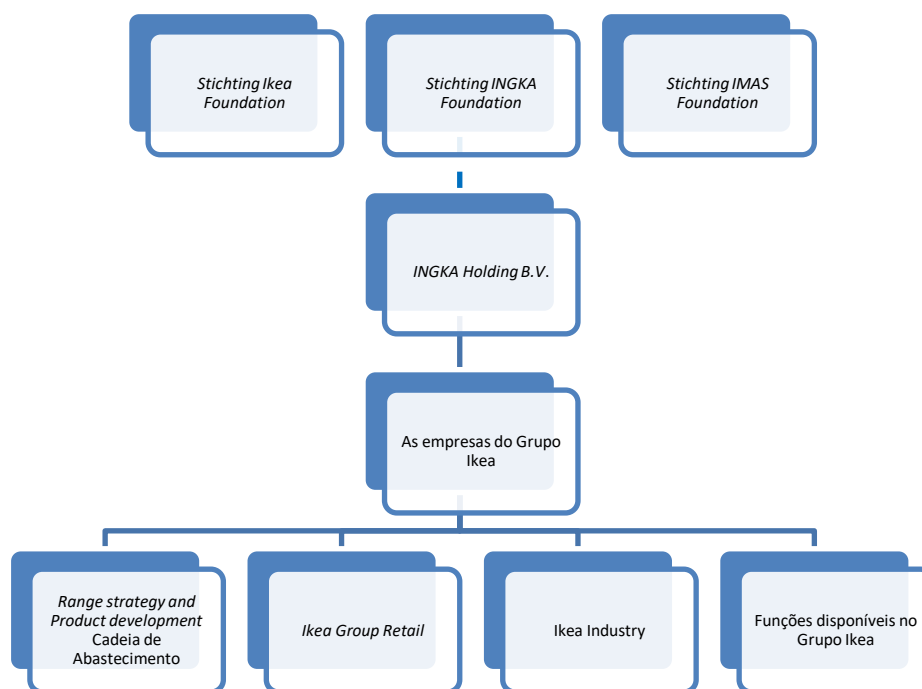 Stichting Ikea
Foundation
Stichting INGKA
Foundation
Stichting IMAS
Foundation
INGKA Holding B.V.
As empresas do Grupo
Ikea
Range strategy and
Product development
Cadeia de
Abastecimento
Ikea Group Retail
Ikea Industry
Funções disponíveis no
Grupo Ikea